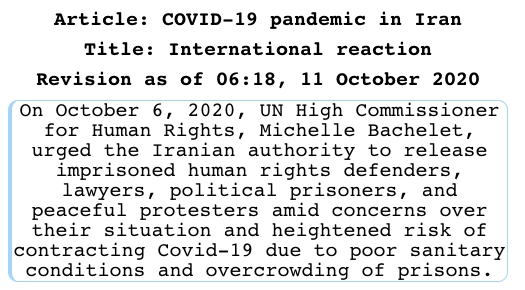 Article: COVID-19 pandemic in Iran
Title: International reaction
Revision as of 06:18, 11 October 2020
On October 6, 2020, UN High Commissioner
for Human Rights, Michelle Bachelet,
urged the Iranian authority to release
imprisoned human rights defenders,
lawyers, political prisoners, and
peaceful protesters amid concerns over
their situation and heightened risk of
contracting Covid-19 due to poor sanitary
conditions and overcrowding of prisons.